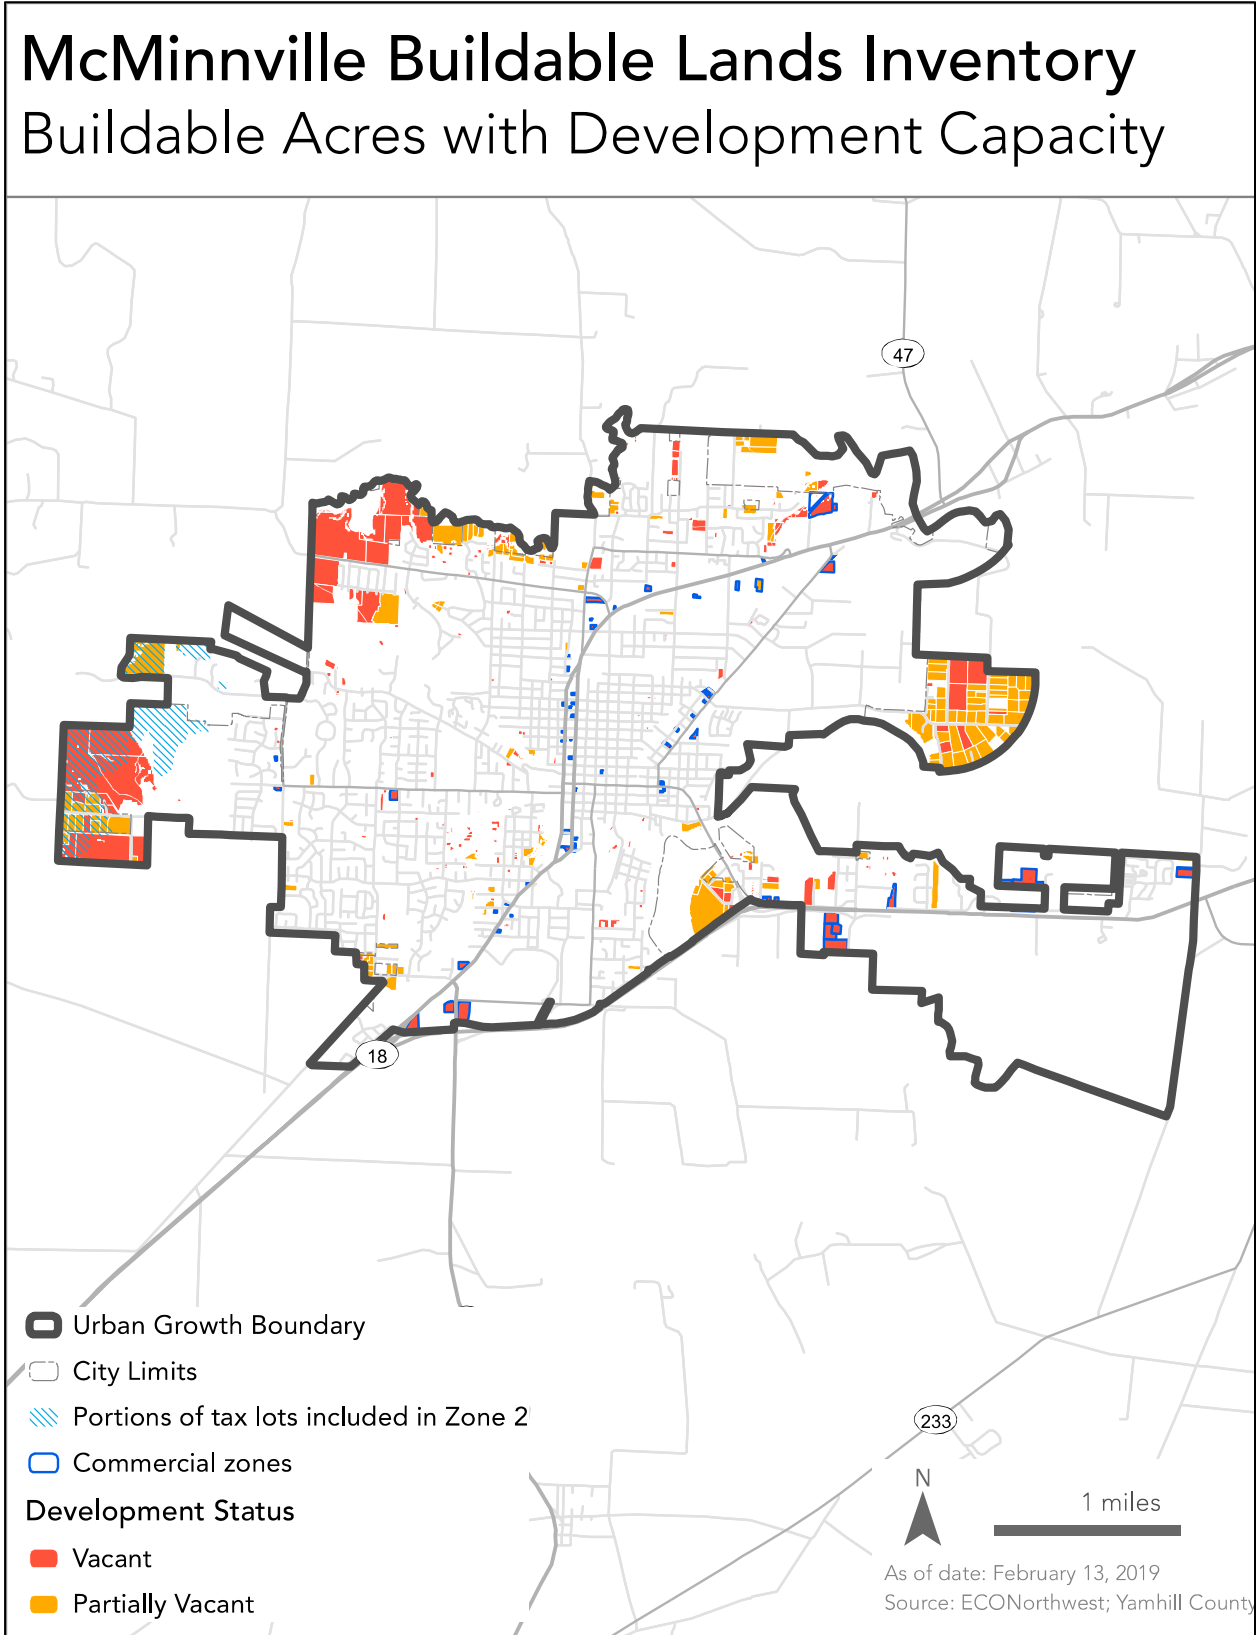 McMinnville Buildable Lands Inventory
Buildable Acres with Development Capacity
47
18
233
Urban Growth Boundary
City Limits
Portions of tax lots included in Zone 2
Commercial zones
Development Status
Vacant
Partially Vacant
N
1 miles
As of date: February 13, 2019
Source: ECONorthwest; Yamhill County